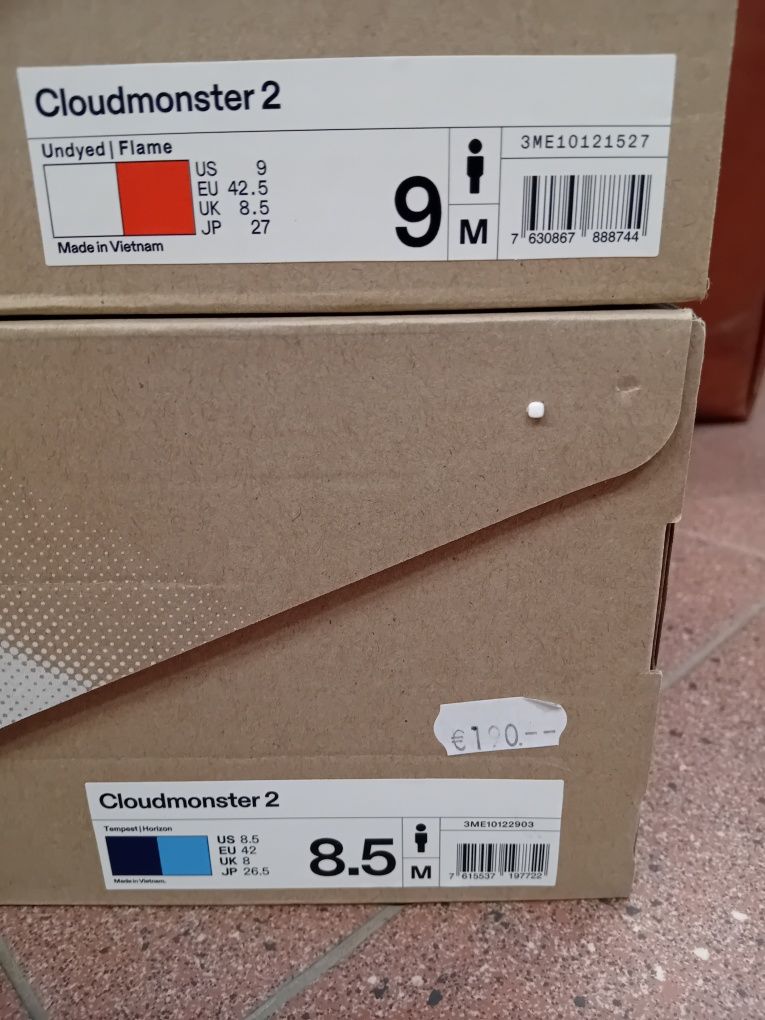 Cloudmonster 2
Undyed | Flame
US 9
EU 42.5
UK 8.5
JP 27
Made in Vietnam
9
M
3ME10121527
7 630867 888744
€190.--
Cloudmonster 2
Tempest | Horizon
US 8.5
EU 42
UK 8
JP 26.5
Made in Vietnam.
8.5
M
3ME10122903
7 615537 197722